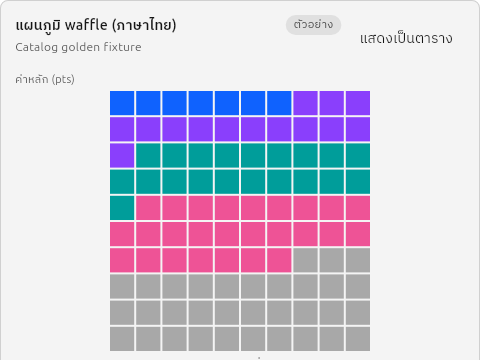 แผนภูมิ waffle (ภาษาไทย)
ตัวอย่าง
แสดงเป็นตาราง
Catalog golden fixture
ค่าหลัก (pts)